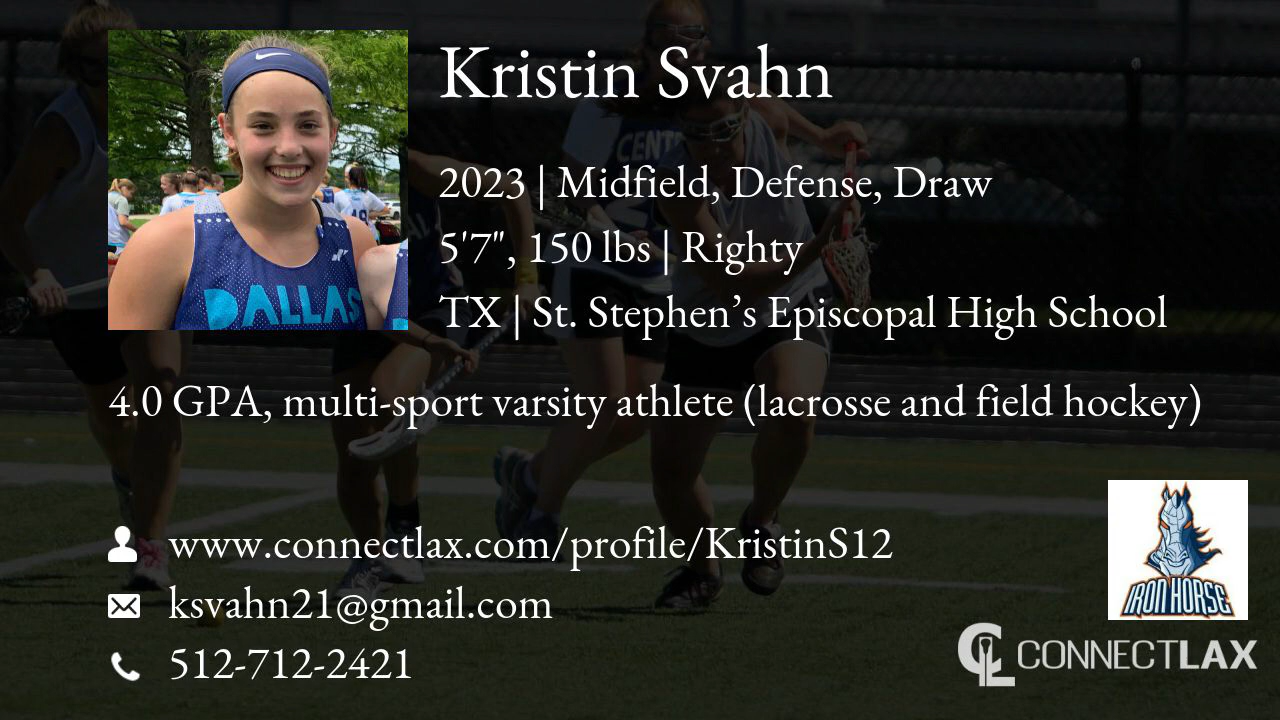 Kristin Svahn
2023 | Midfield, Defense, Draw
5'7", 150 lbs | Righty
TX | St. Stephen’s Episcopal High School
DALLAS
4.0 GPA, multi-sport varsity athlete (lacrosse and field hockey)
www.connectlax.com/profile/KristinS12
ksvahn21@gmail.com
512-712-2421
IRON HORSE
CONNECTLAX